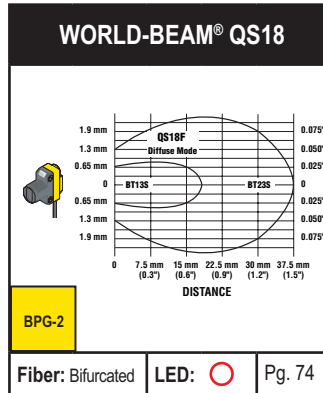 WORLD-BEAM® QS18
QS18F
Diffuse Mode
1.9 mm 0.075"
1.3 mm 0.050"
0.65 mm 0.025"
0 BT13S BT23S 0
0.65 mm 0.025"
1.3 mm 0.050"
1.9 mm 0.075"
0 7.5 mm 15 mm 22.5 mm 30 mm 37.5 mm
(0.3") (0.6") (0.9") (1.2") (1.5")
DISTANCE
BPG-2
Fiber: Bifurcated LED: Pg. 74